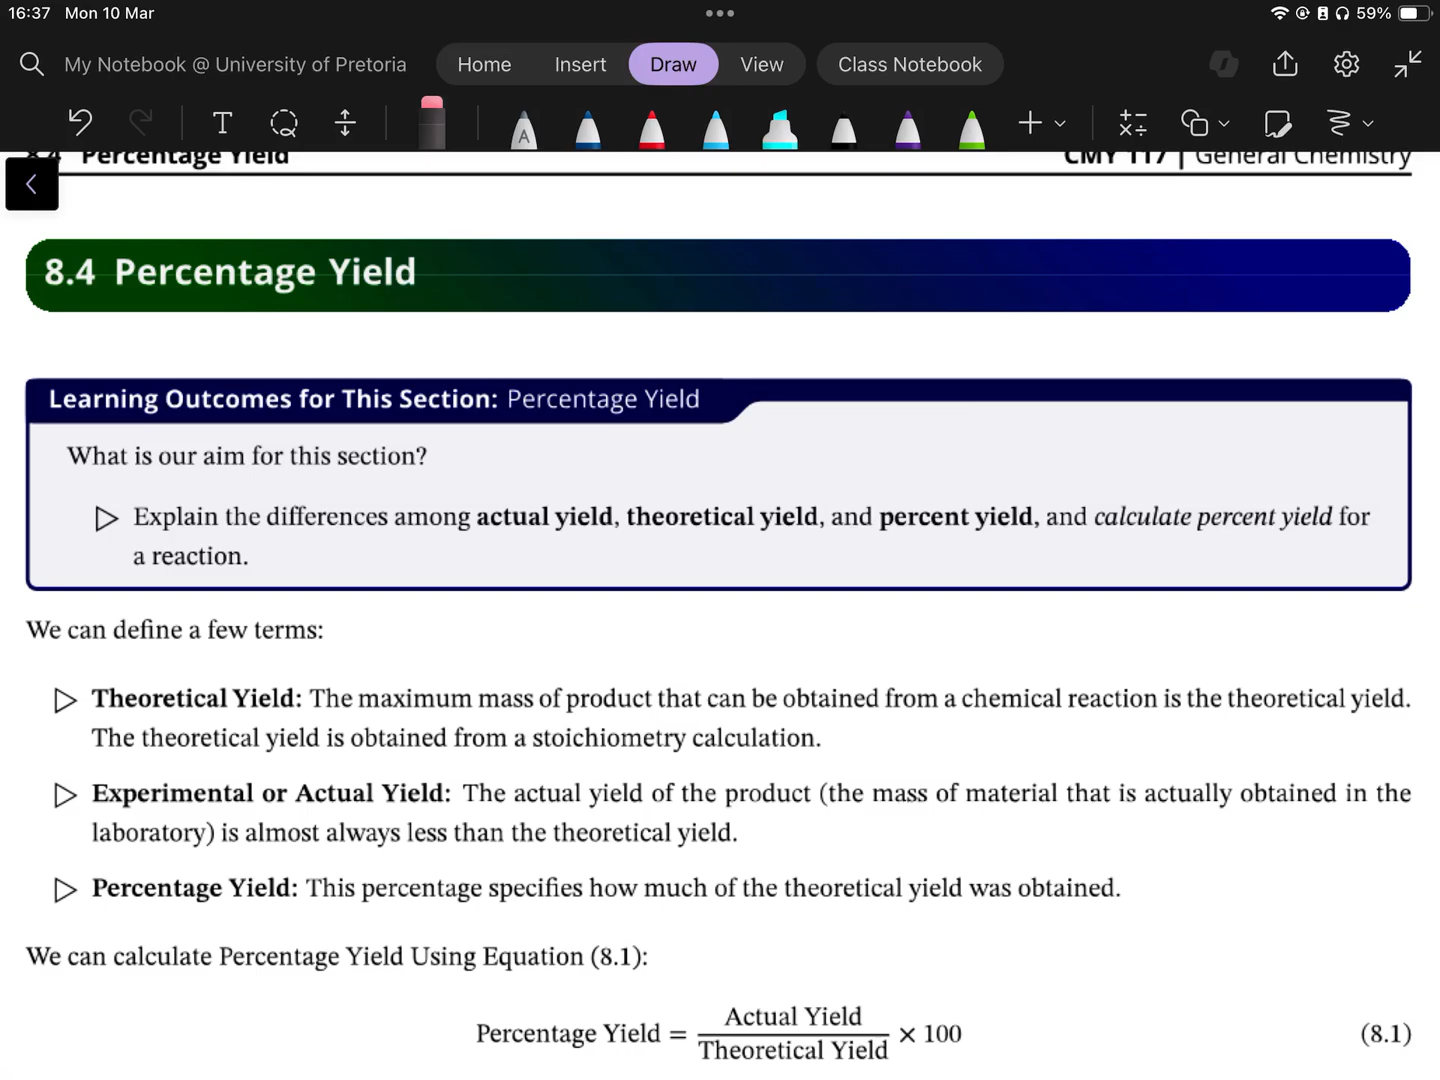 16:37 Mon 10 Mar
59%
My Notebook @ University of Pretoria
Home Insert Draw View Class Notebook
T
A
8.4 Percentage Yield CMY 117 | General Chemistry
8.4 Percentage Yield
Learning Outcomes for This Section: Percentage Yield
What is our aim for this section?
▷ Explain the differences among actual yield, theoretical yield, and percent yield, and calculate percent yield for
a reaction.
We can define a few terms:
▷ Theoretical Yield: The maximum mass of product that can be obtained from a chemical reaction is the theoretical yield.
The theoretical yield is obtained from a stoichiometry calculation.
▷ Experimental or Actual Yield: The actual yield of the product (the mass of material that is actually obtained in the
laboratory) is almost always less than the theoretical yield.
▷ Percentage Yield: This percentage specifies how much of the theoretical yield was obtained.
We can calculate Percentage Yield Using Equation (8.1):
Percentage Yield = Actual Yield / Theoretical Yield × 100 (8.1)